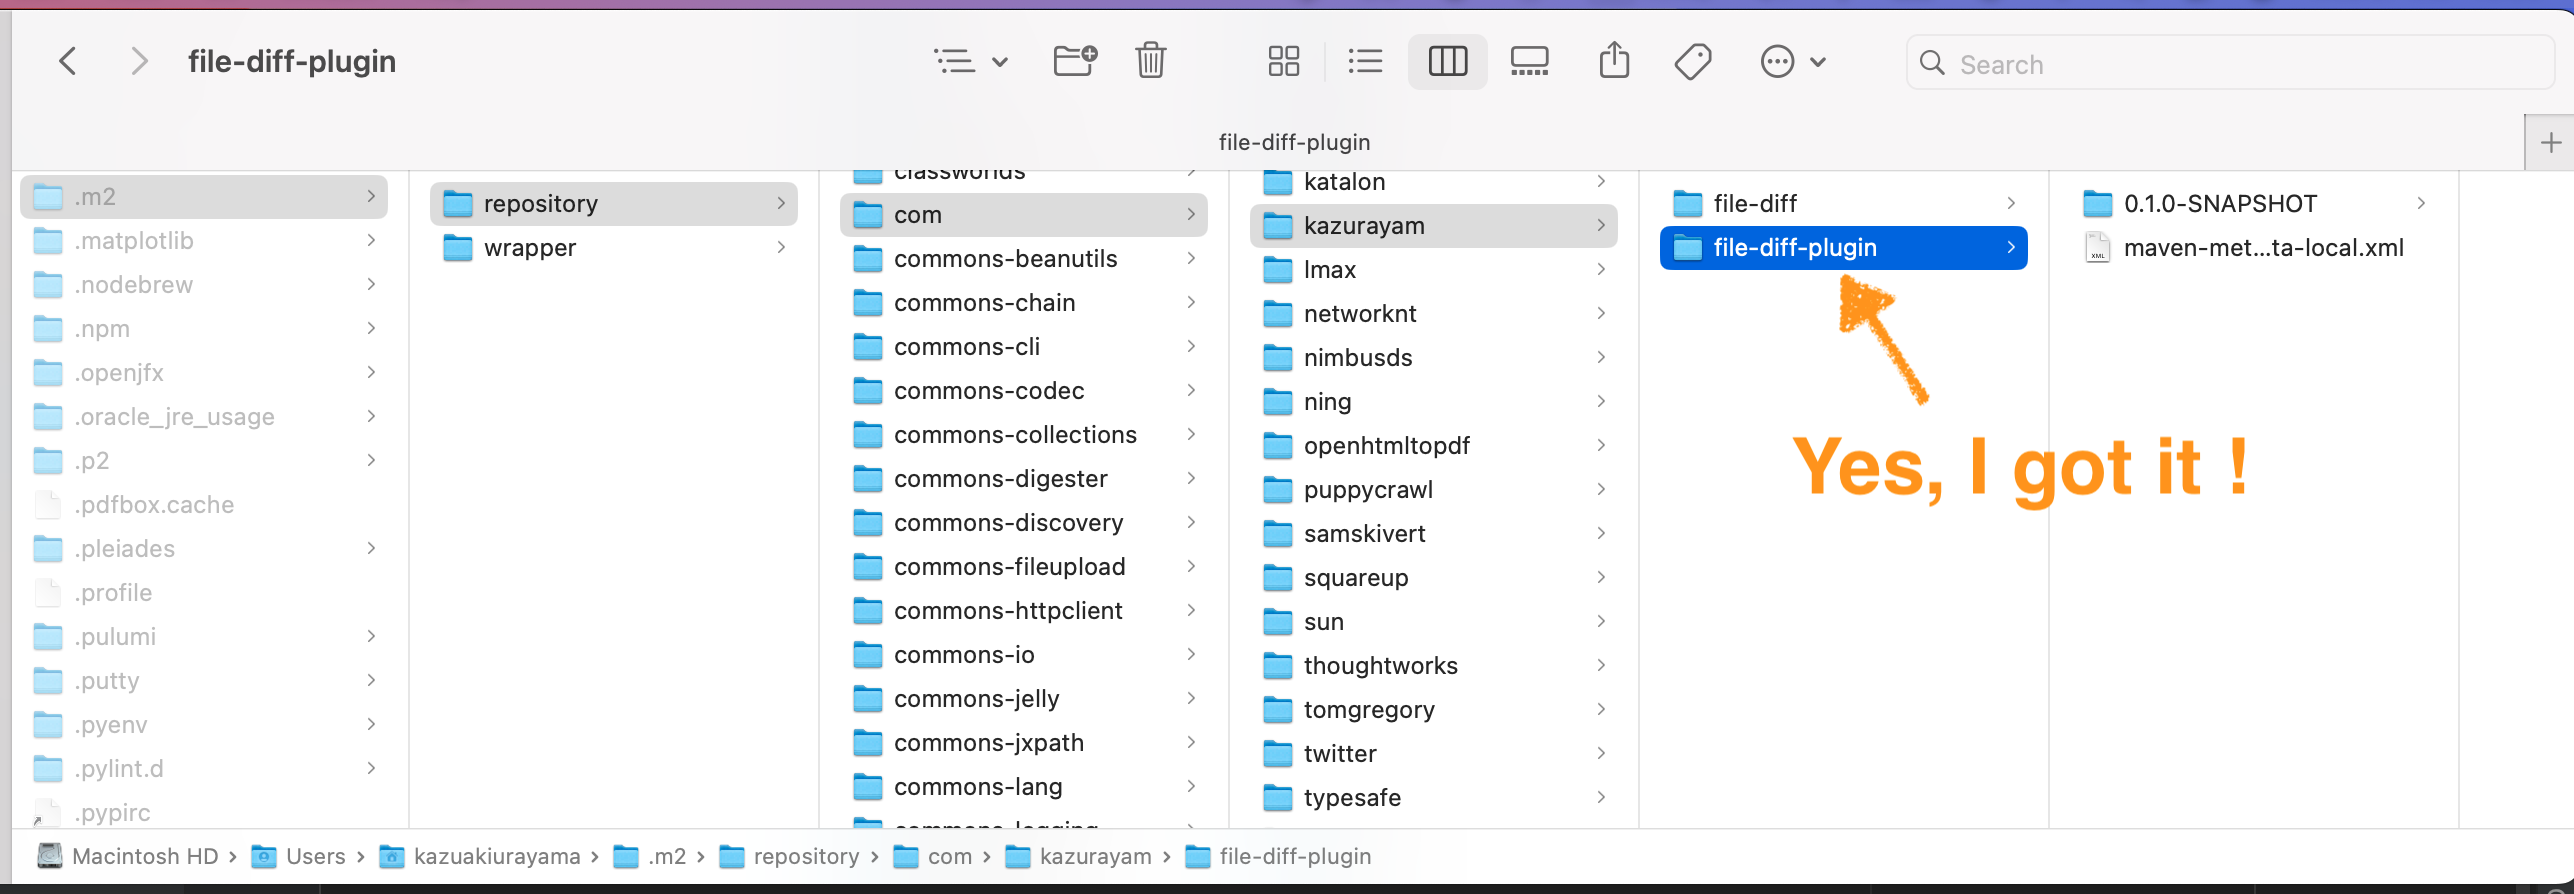 file-diff-plugin
Search
file-diff-plugin
.m2
.matplotlib
.nodebrew
.npm
.openjfx
.oracle_jre_usage
.p2
.pdfbox.cache
.pleiades
.profile
.pulumi
.putty
.pyenv
.pylint.d
.pypirc
repository
wrapper
classworlds
com
commons-beanutils
commons-chain
commons-cli
commons-codec
commons-collections
commons-digester
commons-discovery
commons-fileupload
commons-httpclient
commons-io
commons-jelly
commons-jxpath
commons-lang
commons-logging
katalon
kazurayam
lmax
networknt
nimbusds
ning
openhtmltopdf
puppycrawl
samskivert
squareup
sun
thoughtworks
tomgregory
twitter
typesafe
file-diff
file-diff-plugin
0.1.0-SNAPSHOT
XML
maven-met...ta-local.xml
Yes, I got it !
Macintosh HD > Users > kazuakiurayama > .m2 > repository > com > kazurayam > file-diff-plugin